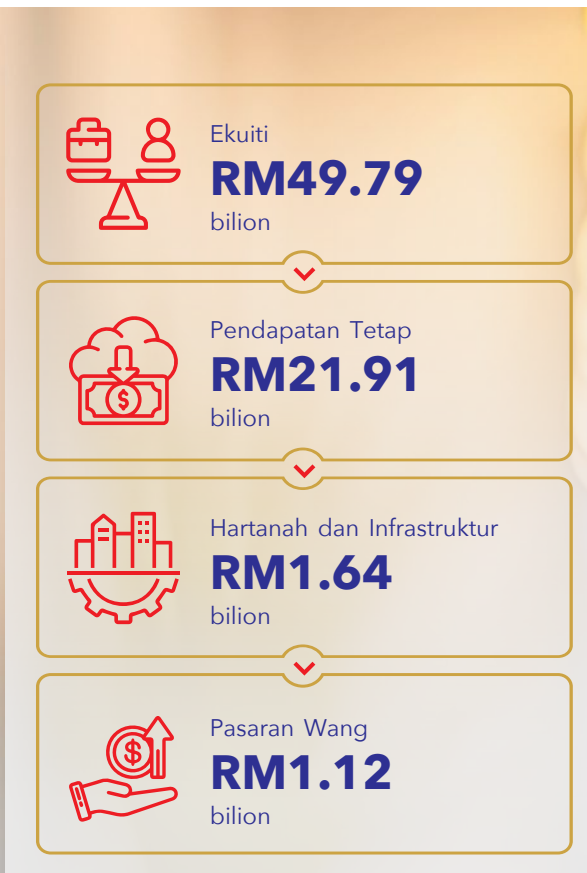 Ekuiti
RM49.79
bilion
Pendapatan Tetap
RM21.91
bilion
Hartanah dan Infrastruktur
RM1.64
bilion
Pasaran Wang
RM1.12
bilion